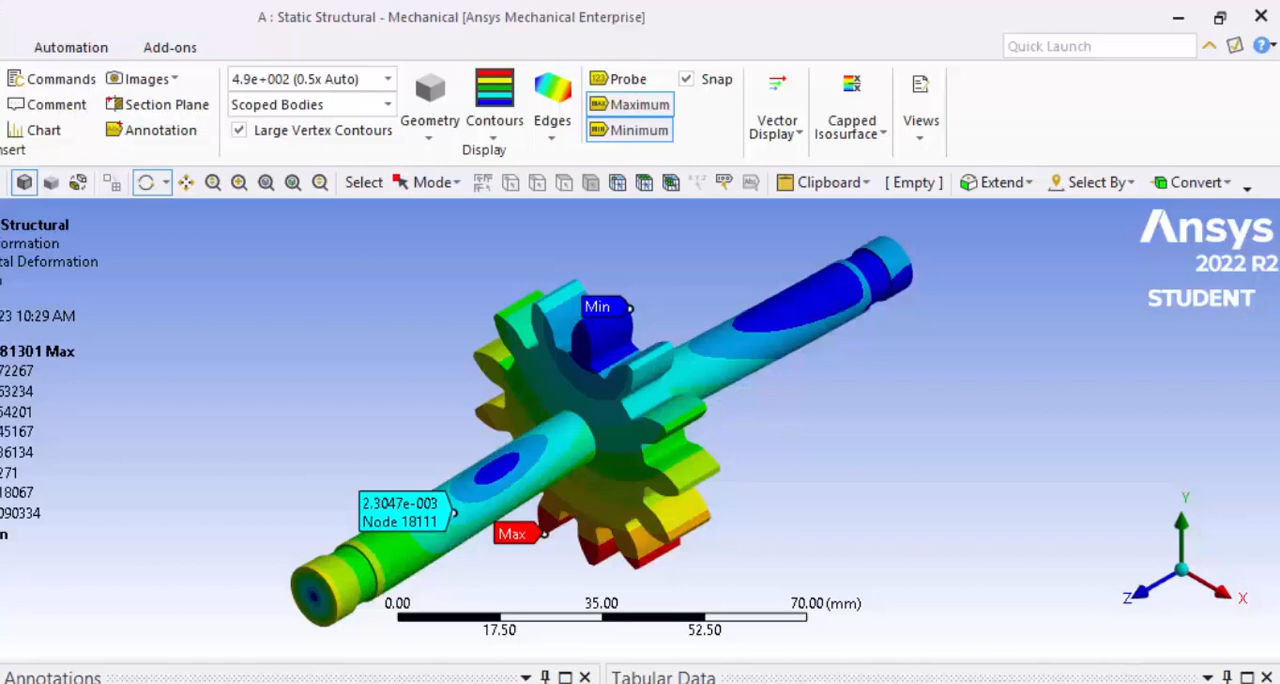 A : Static Structural - Mechanical [Ansys Mechanical Enterprise]
Automation Add-ons
Quick Launch
Commands Images 4.9e+002 (0.5x Auto) Probe Snap
Comment Section Plane Scoped Bodies Geometry Contours Edges Maximum Vector Display Capped Isosurface Views
Chart Annotation Large Vertex Contours Minimum
nsert Display
Select Mode Clipboard [ Empty ] Extend Select By Convert
Structural
ormation
tal Deformation
23 10:29 AM
81301 Max
72267
63234
54201
45167
36134
271
18067
090334
n
Ansys
2022 R2
STUDENT
Min
2.3047e-003
Node 18111
Max
0.00 35.00 70.00 (mm)
17.50 52.50
Y
Z X
Annotations Tabular Data